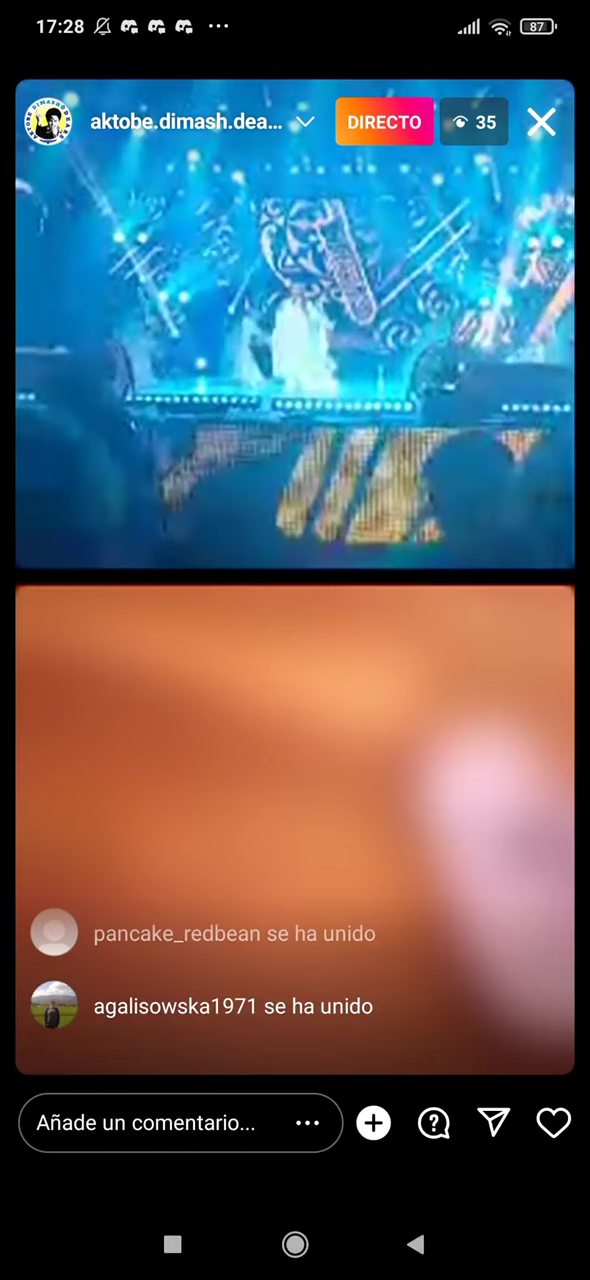 17:28
87
aktobe.dimash.dea...
DIRECTO
35
pancake_redbean se ha unido
agalisowska1971 se ha unido
Añade un comentario...